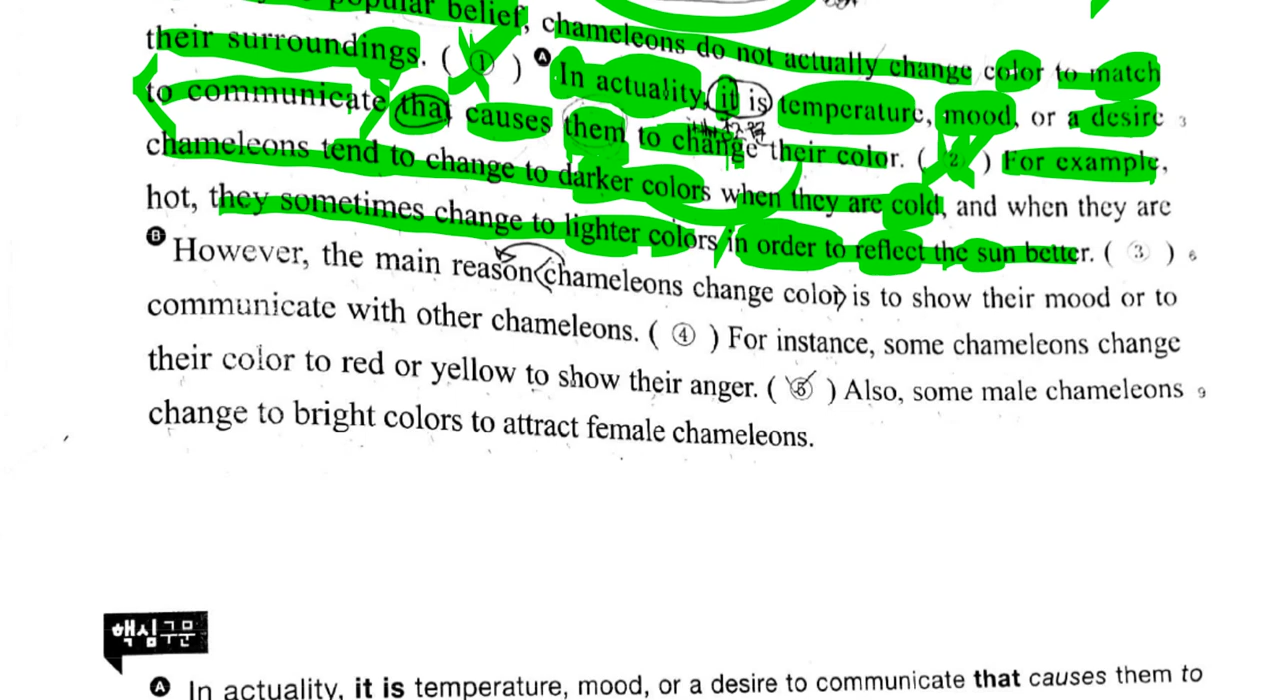 popular belief, chameleons do not actually change color to match
their surroundings. ( ① ) Ⓐ In actuality, it is temperature, mood, or a desire 3
to communicate that causes them to change their color. ( 2 ) For example,
chameleons tend to change to darker colors when they are cold, and when they are
hot, they sometimes change to lighter colors in order to reflect the sun better. ( ③ ) 6
Ⓑ However, the main reason chameleons change color is to show their mood or to
communicate with other chameleons. ( ④ ) For instance, some chameleons change
their color to red or yellow to show their anger. ( ⑤ ) Also, some male chameleons 9
change to bright colors to attract female chameleons.
핵심구문
Ⓐ In actuality, it is temperature, mood, or a desire to communicate that causes them to